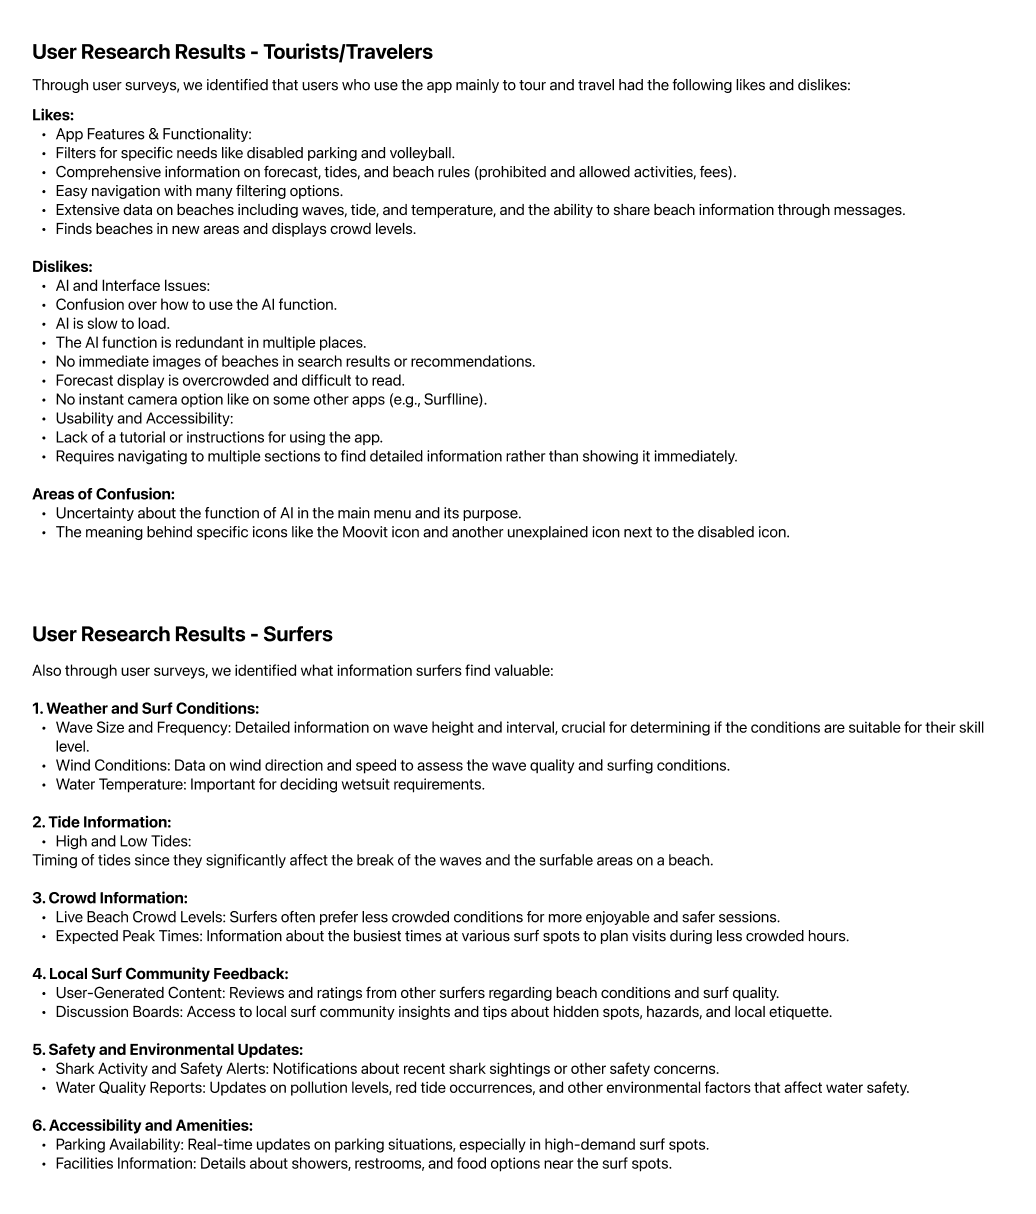 User Research Results - Tourists/Travelers
Through user surveys, we identified that users who use the app mainly to tour and travel had the following likes and dislikes:
Likes:
• App Features & Functionality:
• Filters for specific needs like disabled parking and volleyball.
• Comprehensive information on forecast, tides, and beach rules (prohibited and allowed activities, fees).
• Easy navigation with many filtering options.
• Extensive data on beaches including waves, tide, and temperature, and the ability to share beach information through messages.
• Finds beaches in new areas and displays crowd levels.
Dislikes:
• AI and Interface Issues:
• Confusion over how to use the AI function.
• AI is slow to load.
• The AI function is redundant in multiple places.
• No immediate images of beaches in search results or recommendations.
• Forecast display is overcrowded and difficult to read.
• No instant camera option like on some other apps (e.g., Surflline).
• Usability and Accessibility:
• Lack of a tutorial or instructions for using the app.
• Requires navigating to multiple sections to find detailed information rather than showing it immediately.
Areas of Confusion:
• Uncertainty about the function of AI in the main menu and its purpose.
• The meaning behind specific icons like the Moovit icon and another unexplained icon next to the disabled icon.
User Research Results - Surfers
Also through user surveys, we identified what information surfers find valuable:
1. Weather and Surf Conditions:
• Wave Size and Frequency: Detailed information on wave height and interval, crucial for determining if the conditions are suitable for their skill
level.
• Wind Conditions: Data on wind direction and speed to assess the wave quality and surfing conditions.
• Water Temperature: Important for deciding wetsuit requirements.
2. Tide Information:
• High and Low Tides:
Timing of tides since they significantly affect the break of the waves and the surfable areas on a beach.
3. Crowd Information:
• Live Beach Crowd Levels: Surfers often prefer less crowded conditions for more enjoyable and safer sessions.
• Expected Peak Times: Information about the busiest times at various surf spots to plan visits during less crowded hours.
4. Local Surf Community Feedback:
• User-Generated Content: Reviews and ratings from other surfers regarding beach conditions and surf quality.
• Discussion Boards: Access to local surf community insights and tips about hidden spots, hazards, and local etiquette.
5. Safety and Environmental Updates:
• Shark Activity and Safety Alerts: Notifications about recent shark sightings or other safety concerns.
• Water Quality Reports: Updates on pollution levels, red tide occurrences, and other environmental factors that affect water safety.
6. Accessibility and Amenities:
• Parking Availability: Real-time updates on parking situations, especially in high-demand surf spots.
• Facilities Information: Details about showers, restrooms, and food options near the surf spots.